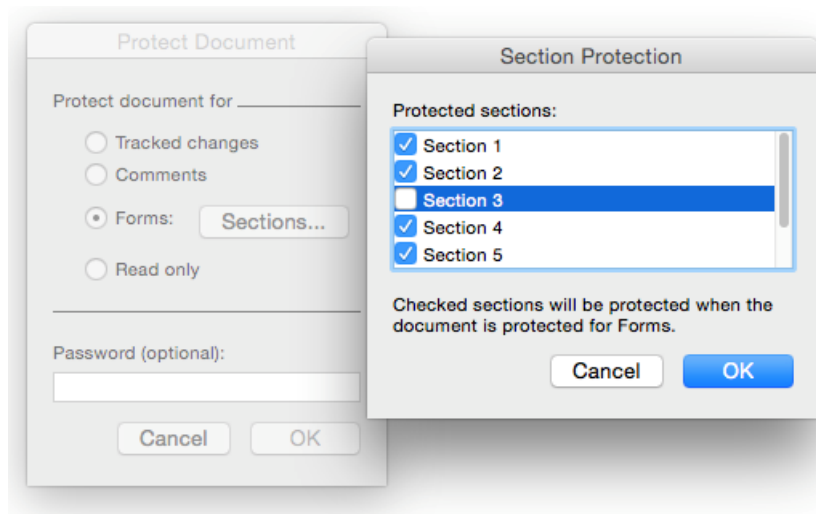 Protect Document
Protect document for
Tracked changes
Comments
Forms:
Sections...
Read only
Password (optional):
Cancel
OK
Section Protection
Protected sections:
Section 1
Section 2
Section 3
Section 4
Section 5
Checked sections will be protected when the
document is protected for Forms.
Cancel
OK